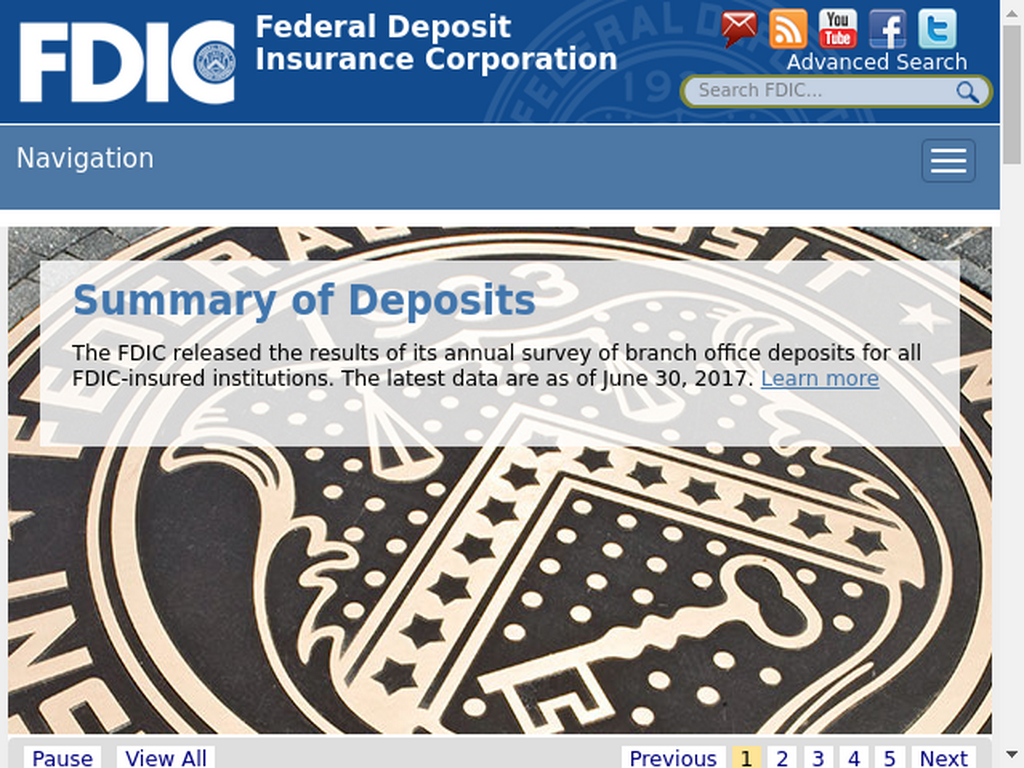 FDIC
Federal Deposit
Insurance Corporation
You
Tube
Advanced Search
Search FDIC...
Navigation
Summary of Deposits
The FDIC released the results of its annual survey of branch office deposits for all
FDIC-insured institutions. The latest data are as of June 30, 2017. Learn more
1933
Pause
View All
Previous
1
2
3
4
5
Next